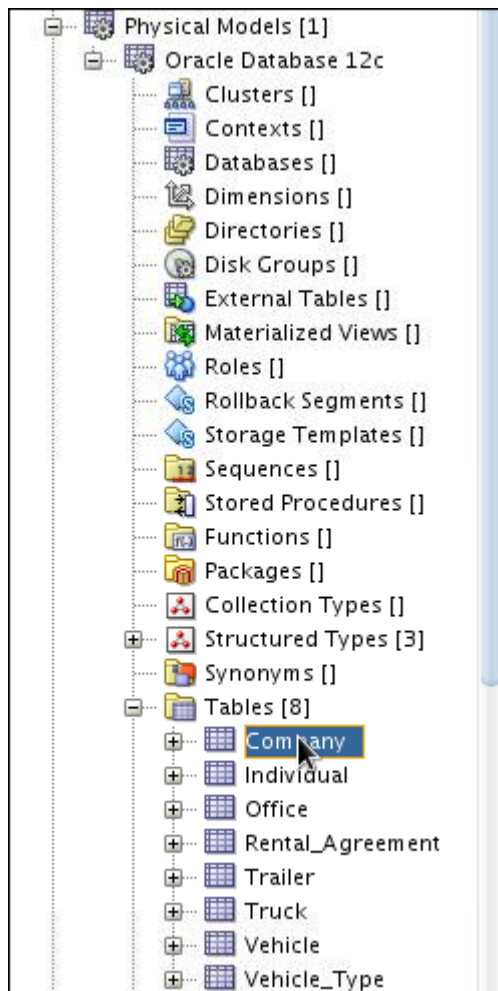 Physical Models [1]
Oracle Database 12c
Clusters []
Contexts []
Databases []
Dimensions []
Directories []
Disk Groups []
External Tables []
Materialized Views []
Roles []
Rollback Segments []
Storage Templates []
Sequences []
Stored Procedures []
Functions []
Packages []
Collection Types []
Structured Types [3]
Synonyms []
Tables [8]
Company
Individual
Office
Rental_Agreement
Trailer
Truck
Vehicle
Vehicle_Type